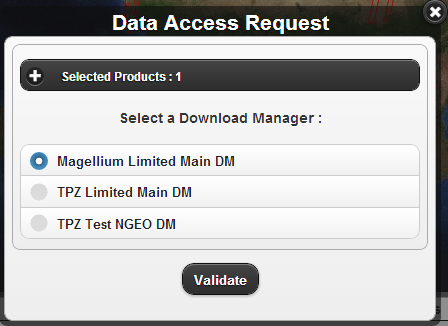 Data Access Request
Selected Products : 1
Select a Download Manager :
Magellium Limited Main DM
TPZ Limited Main DM
TPZ Test NGEO DM
Validate